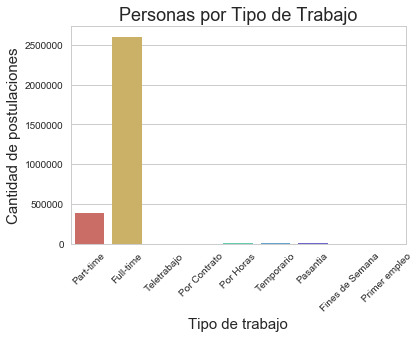 Personas por Tipo de Trabajo
Cantidad de postulaciones
2500000
2000000
1500000
1000000
500000
0
Part-time
Full-time
Teletrabajo
Por Contrato
Por Horas
Temporario
Pasantia
Fines de Semana
Primer empleo
Tipo de trabajo